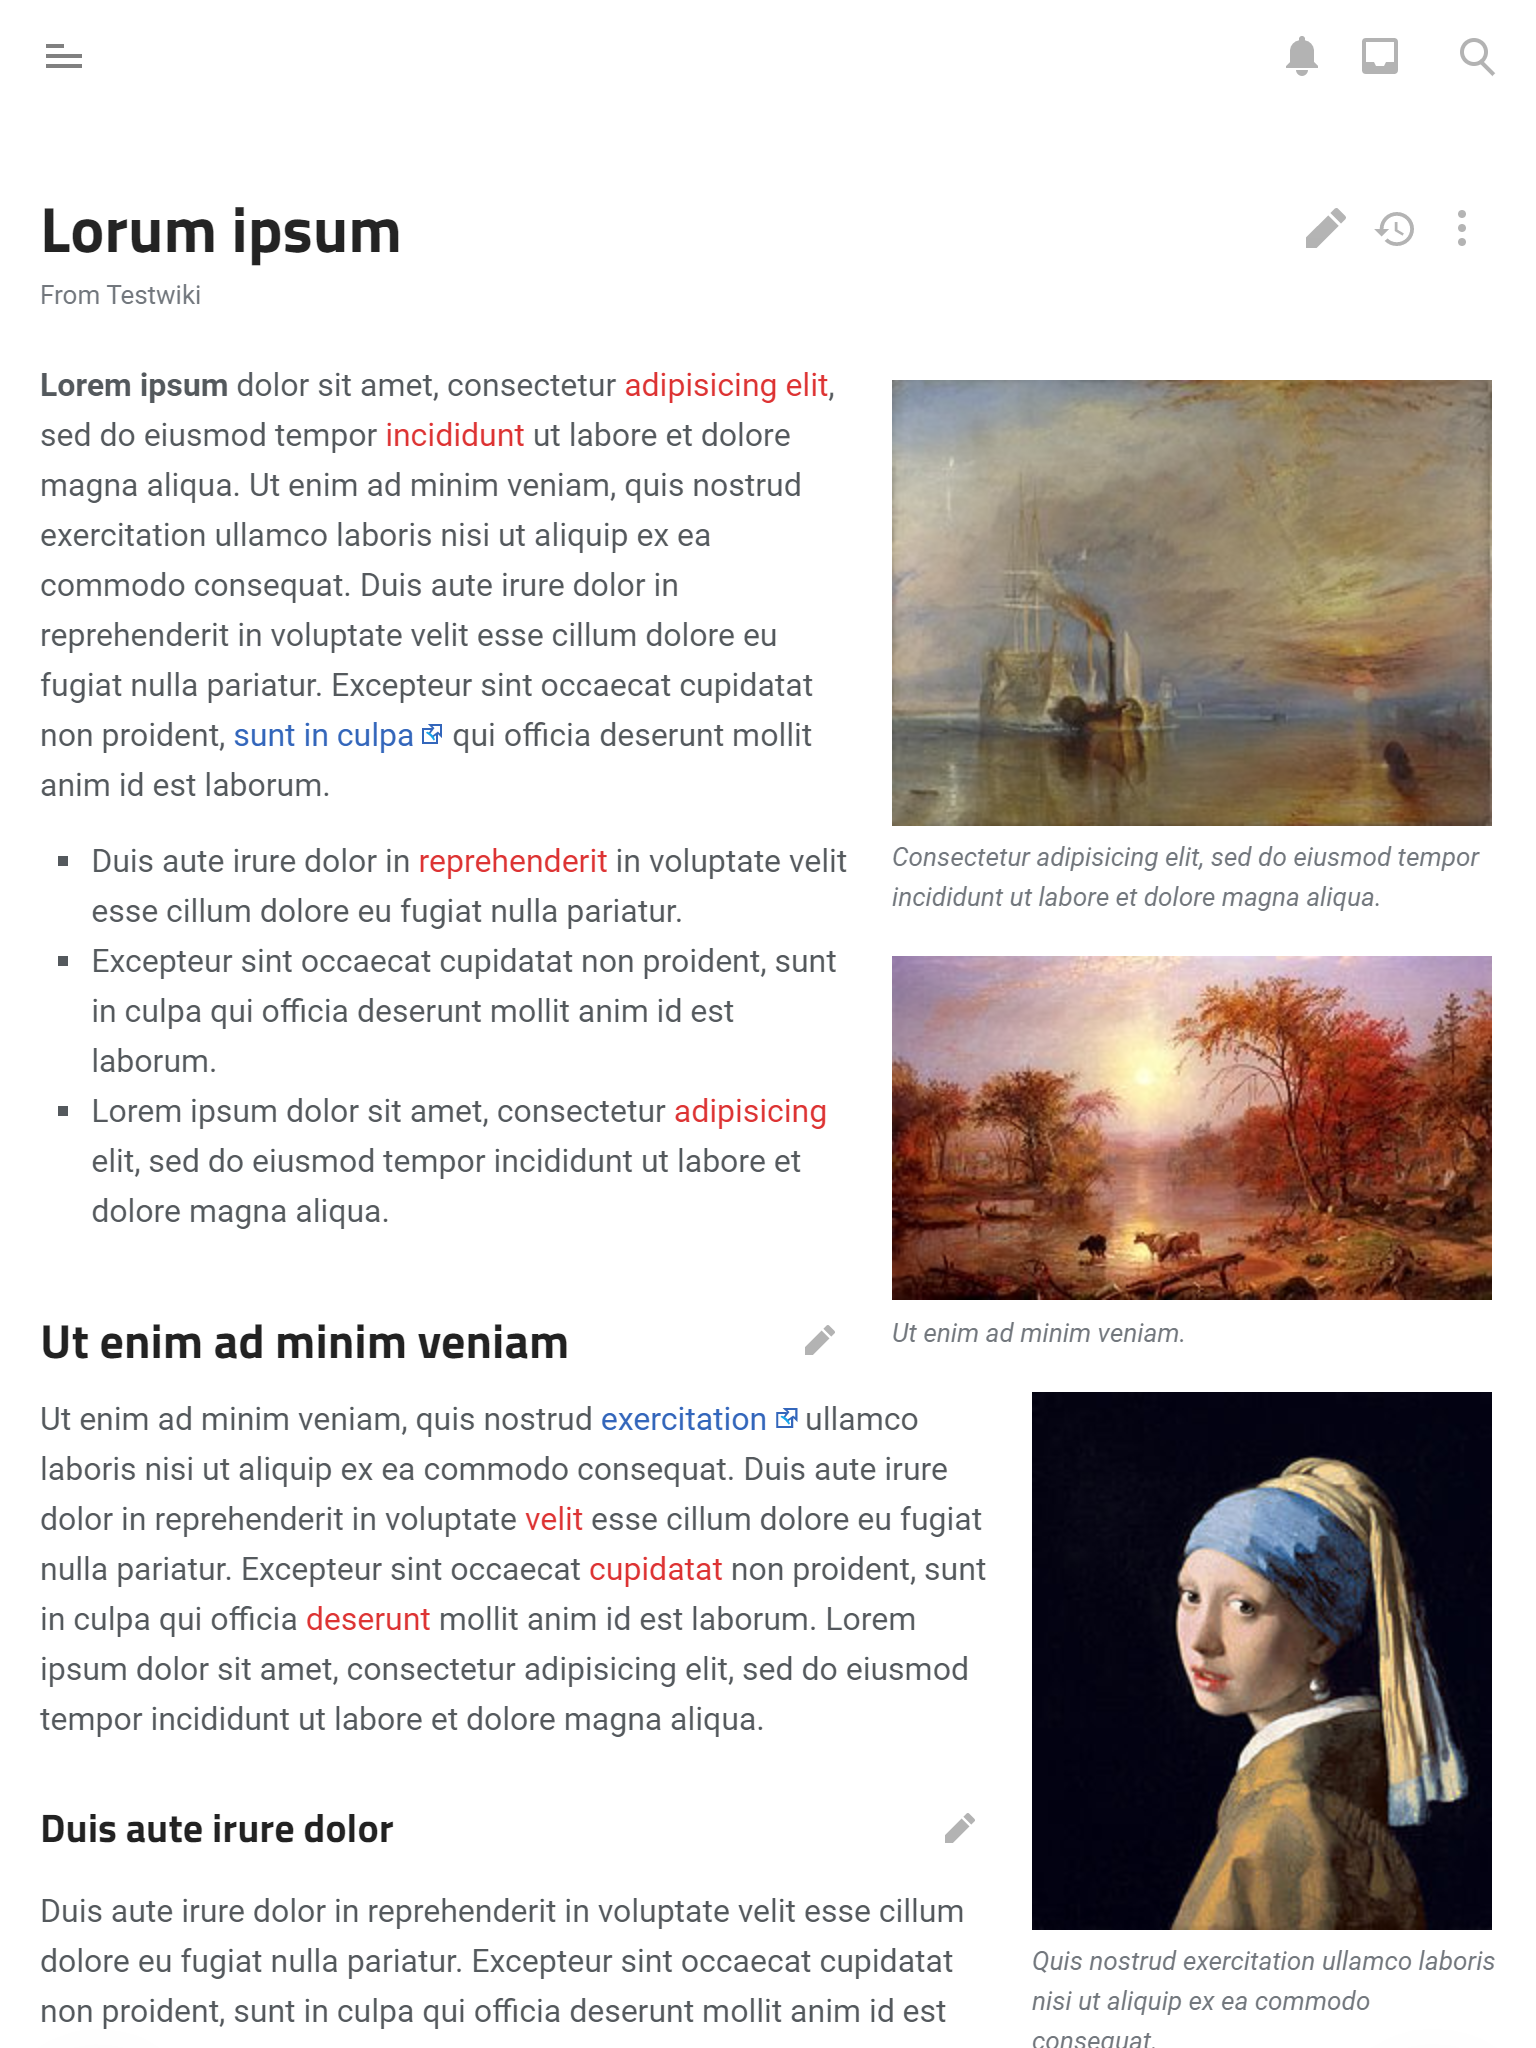 Lorum ipsum
From Testwiki
Lorem ipsum dolor sit amet, consectetur adipisicing elit,
sed do eiusmod tempor incididunt ut labore et dolore
magna aliqua. Ut enim ad minim veniam, quis nostrud
exercitation ullamco laboris nisi ut aliquip ex ea
commodo consequat. Duis aute irure dolor in
reprehenderit in voluptate velit esse cillum dolore eu
fugiat nulla pariatur. Excepteur sint occaecat cupidatat
non proident, sunt in culpa qui officia deserunt mollit
anim id est laborum.
Duis aute irure dolor in reprehenderit in voluptate velit
esse cillum dolore eu fugiat nulla pariatur.
Excepteur sint occaecat cupidatat non proident, sunt
in culpa qui officia deserunt mollit anim id est
laborum.
Lorem ipsum dolor sit amet, consectetur adipisicing
elit, sed do eiusmod tempor incididunt ut labore et
dolore magna aliqua.
Consectetur adipisicing elit, sed do eiusmod tempor
incididunt ut labore et dolore magna aliqua.
Ut enim ad minim veniam.
Ut enim ad minim veniam
Ut enim ad minim veniam, quis nostrud exercitation ullamco
laboris nisi ut aliquip ex ea commodo consequat. Duis aute irure
dolor in reprehenderit in voluptate velit esse cillum dolore eu fugiat
nulla pariatur. Excepteur sint occaecat cupidatat non proident, sunt
in culpa qui officia deserunt mollit anim id est laborum. Lorem
ipsum dolor sit amet, consectetur adipisicing elit, sed do eiusmod
tempor incididunt ut labore et dolore magna aliqua.
Duis aute irure dolor
Duis aute irure dolor in reprehenderit in voluptate velit esse cillum
dolore eu fugiat nulla pariatur. Excepteur sint occaecat cupidatat
non proident, sunt in culpa qui officia deserunt mollit anim id est
Quis nostrud exercitation ullamco laboris
nisi ut aliquip ex ea commodo
consequat.